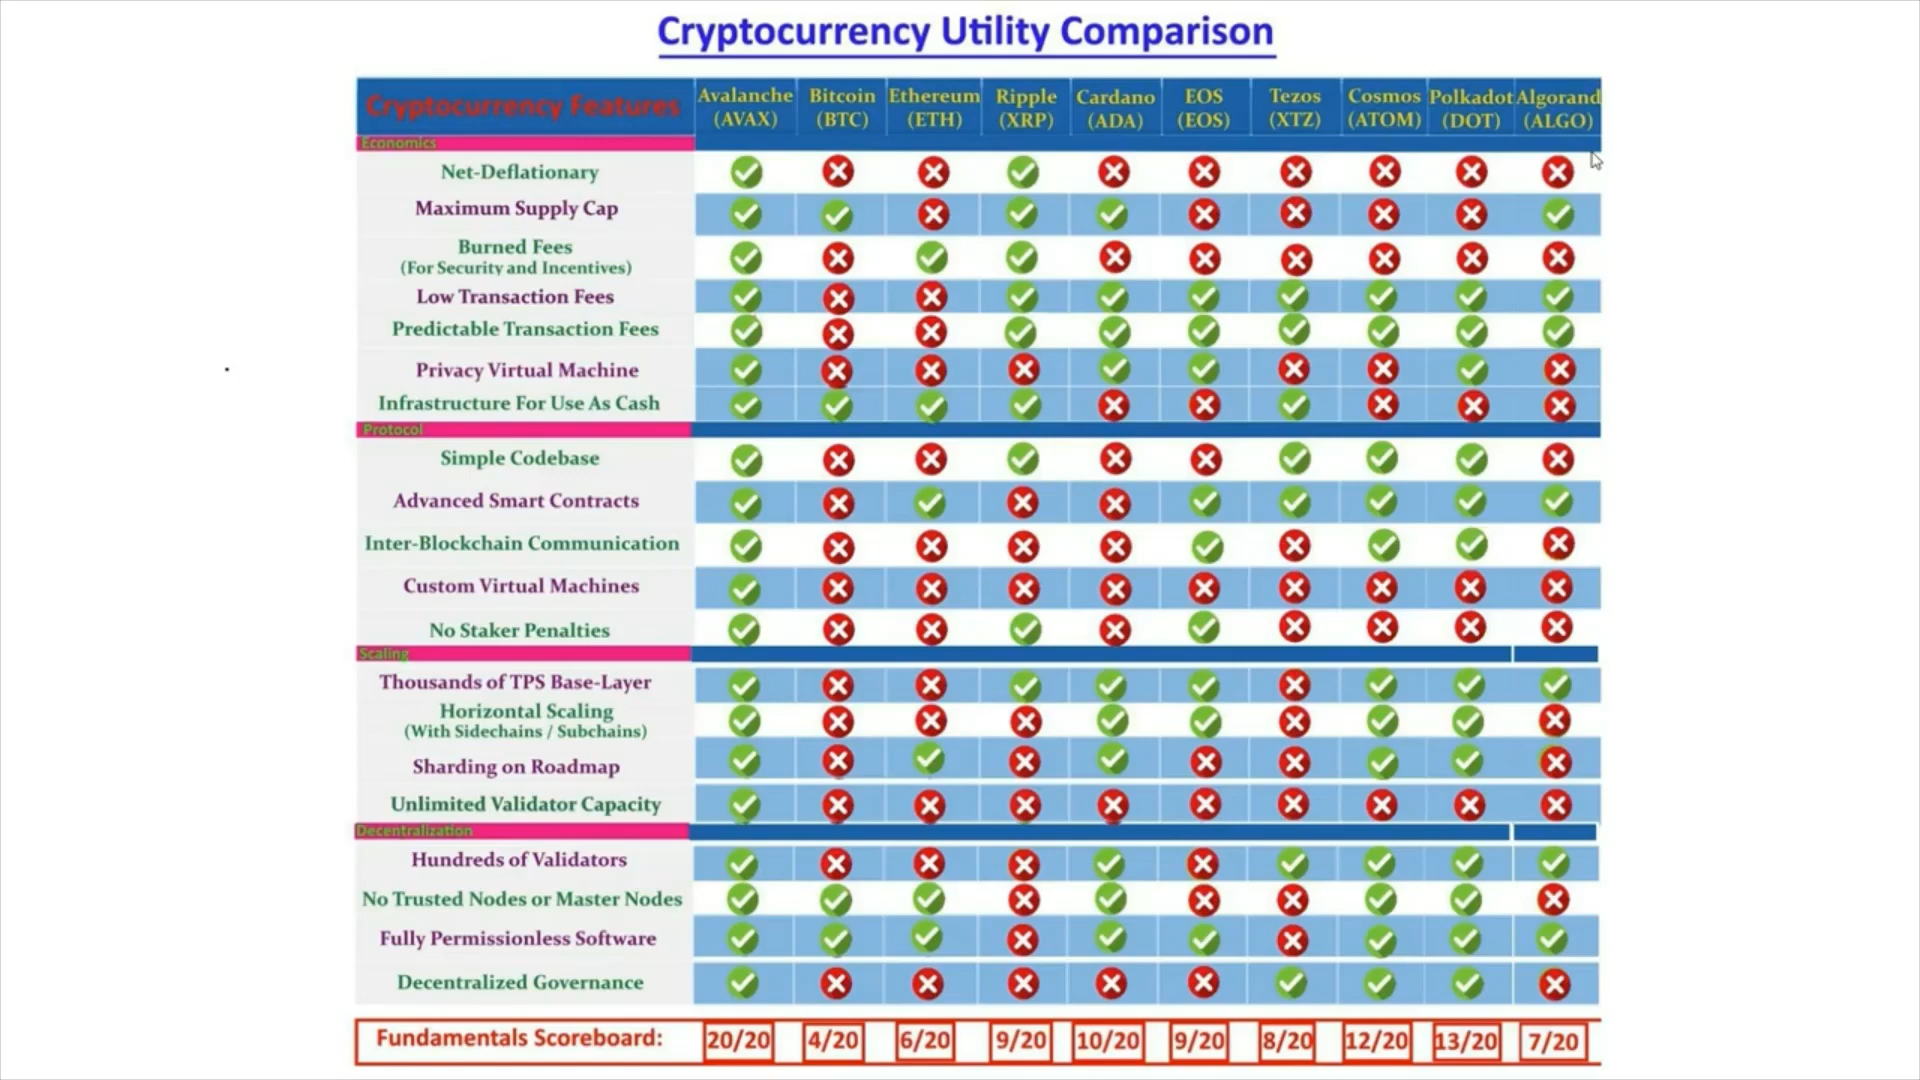 Cryptocurrency Utility Comparison
Cryptocurrency Features Avalanche (AVAX) Bitcoin (BTC) Ethereum (ETH) Ripple (XRP) Cardano (ADA) EOS (EOS) Tezos (XTZ) Cosmos (ATOM) Polkadot (DOT) Algorand (ALGO)
Economics
Net-Deflationary
Maximum Supply Cap
Burned Fees
(For Security and Incentives)
Low Transaction Fees
Predictable Transaction Fees
Privacy Virtual Machine
Infrastructure For Use As Cash
Protocol
Simple Codebase
Advanced Smart Contracts
Inter-Blockchain Communication
Custom Virtual Machines
No Staker Penalties
Scaling
Thousands of TPS Base-Layer
Horizontal Scaling
(With Sidechains / Subchains)
Sharding on Roadmap
Unlimited Validator Capacity
Decentralization
Hundreds of Validators
No Trusted Nodes or Master Nodes
Fully Permissionless Software
Decentralized Governance
Fundamentals Scoreboard: 20/20 4/20 6/20 9/20 10/20 9/20 8/20 12/20 13/20 7/20